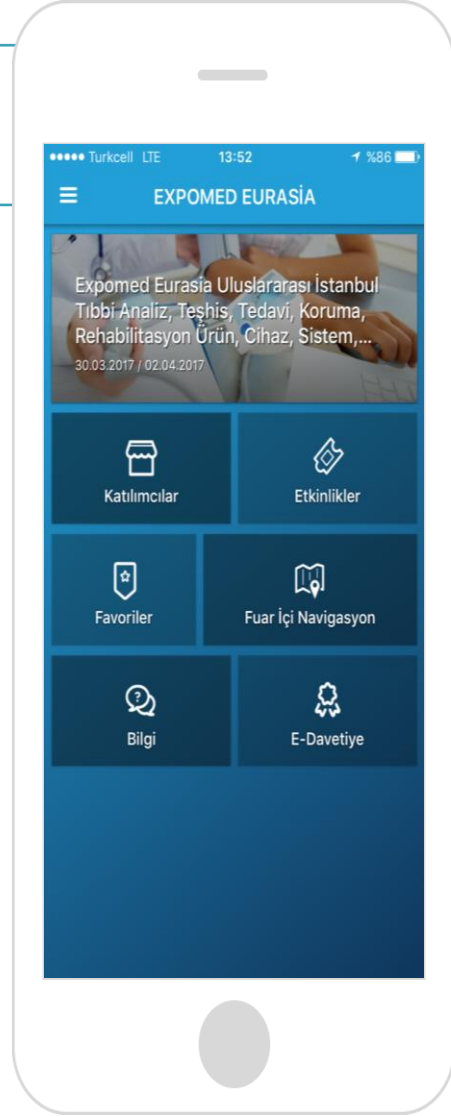 Turkcell LTE 13:52 %86
EXPOMED EURASİA
Expomed Eurasia Uluslararası İstanbul
Tıbbi Analiz, Teşhis, Tedavi, Koruma,
Rehabilitasyon Ürün, Cihaz, Sistem,...
30.03.2017 / 02.04.2017
Katılımcılar
Etkinlikler
Favoriler
Fuar İçi Navigasyon
Bilgi
E-Davetiye